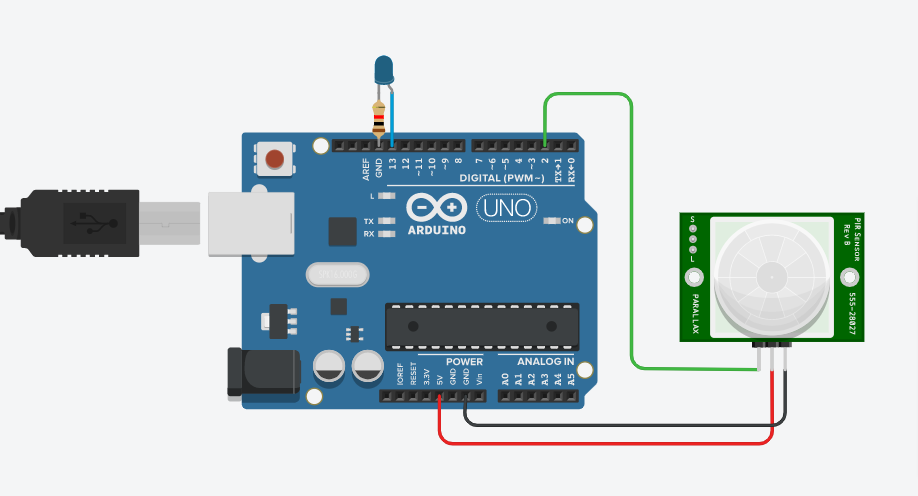 AREF
GND
13
12
~11
~10
~9
8
7
~6
~5
4
~3
2
TX→1
RX←0
DIGITAL (PWM~)
L
TX
RX
ARDUINO
UNO
ON
IOREF
RESET
3.3V
5V
GND
GND
Vin
POWER
ANALOG IN
A0
A1
A2
A3
A4
A5
S
L
PARALLAX
PIR SENSOR
REV B
555-28027